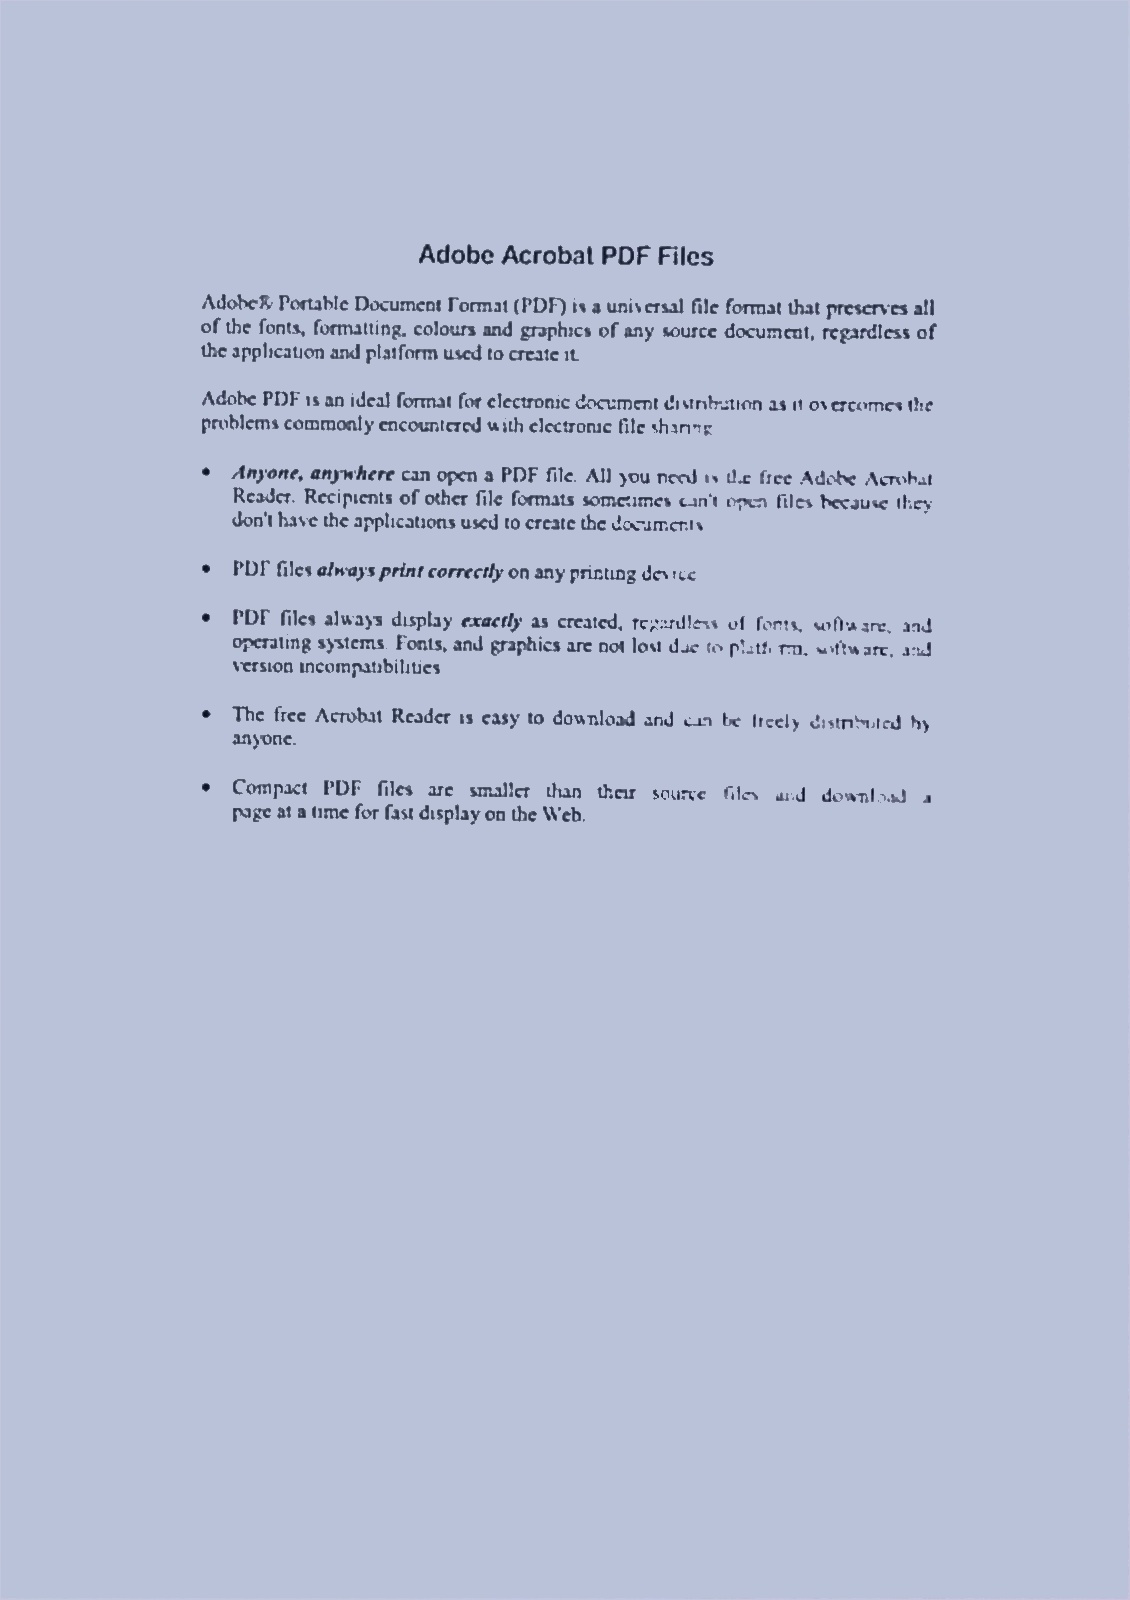 Adobe Acrobat PDF Files
Adobe® Portable Document Format (PDF) is a universal file format that preserves all
of the fonts, formatting, colours and graphics of any source document, regardless of
the application and platform used to create it.
Adobe PDF is an ideal format for electronic document distribution as it overcomes the
problems commonly encountered with electronic file sharing
• Anyone, anywhere can open a PDF file. All you need is the free Adobe Acrobat
Reader. Recipients of other file formats sometimes can't open files because they
don't have the applications used to create the documents
• PDF files always print correctly on any printing device
• PDF files always display exactly as created, regardless of fonts, software, and
operating systems. Fonts, and graphics are not lost due to platform, software, and
version incompatibilities
• The free Acrobat Reader is easy to download and can be freely distributed by
anyone.
• Compact PDF files are smaller than their source files and download a
page at a time for fast display on the Web.